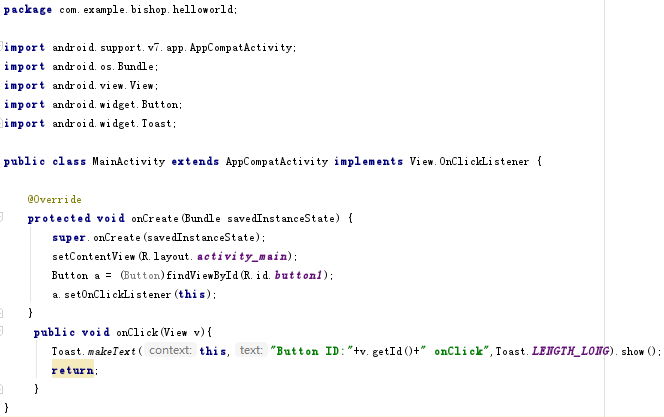 package com.example.bishop.helloworld;
import android.support.v7.app.AppCompatActivity;
import android.os.Bundle;
import android.view.View;
import android.widget.Button;
import android.widget.Toast;
public class MainActivity extends AppCompatActivity implements View.OnClickListener {
@Override
protected void onCreate(Bundle savedInstanceState) {
super.onCreate(savedInstanceState);
setContentView(R.layout.activity_main);
Button a = (Button)findViewById(R.id.button1);
a.setOnClickListener(this);
}
public void onClick(View v){
Toast.makeText( context: this, text: "Button ID:"+v.getId()+" onClick",Toast.LENGTH_LONG).show();
return;
}
}